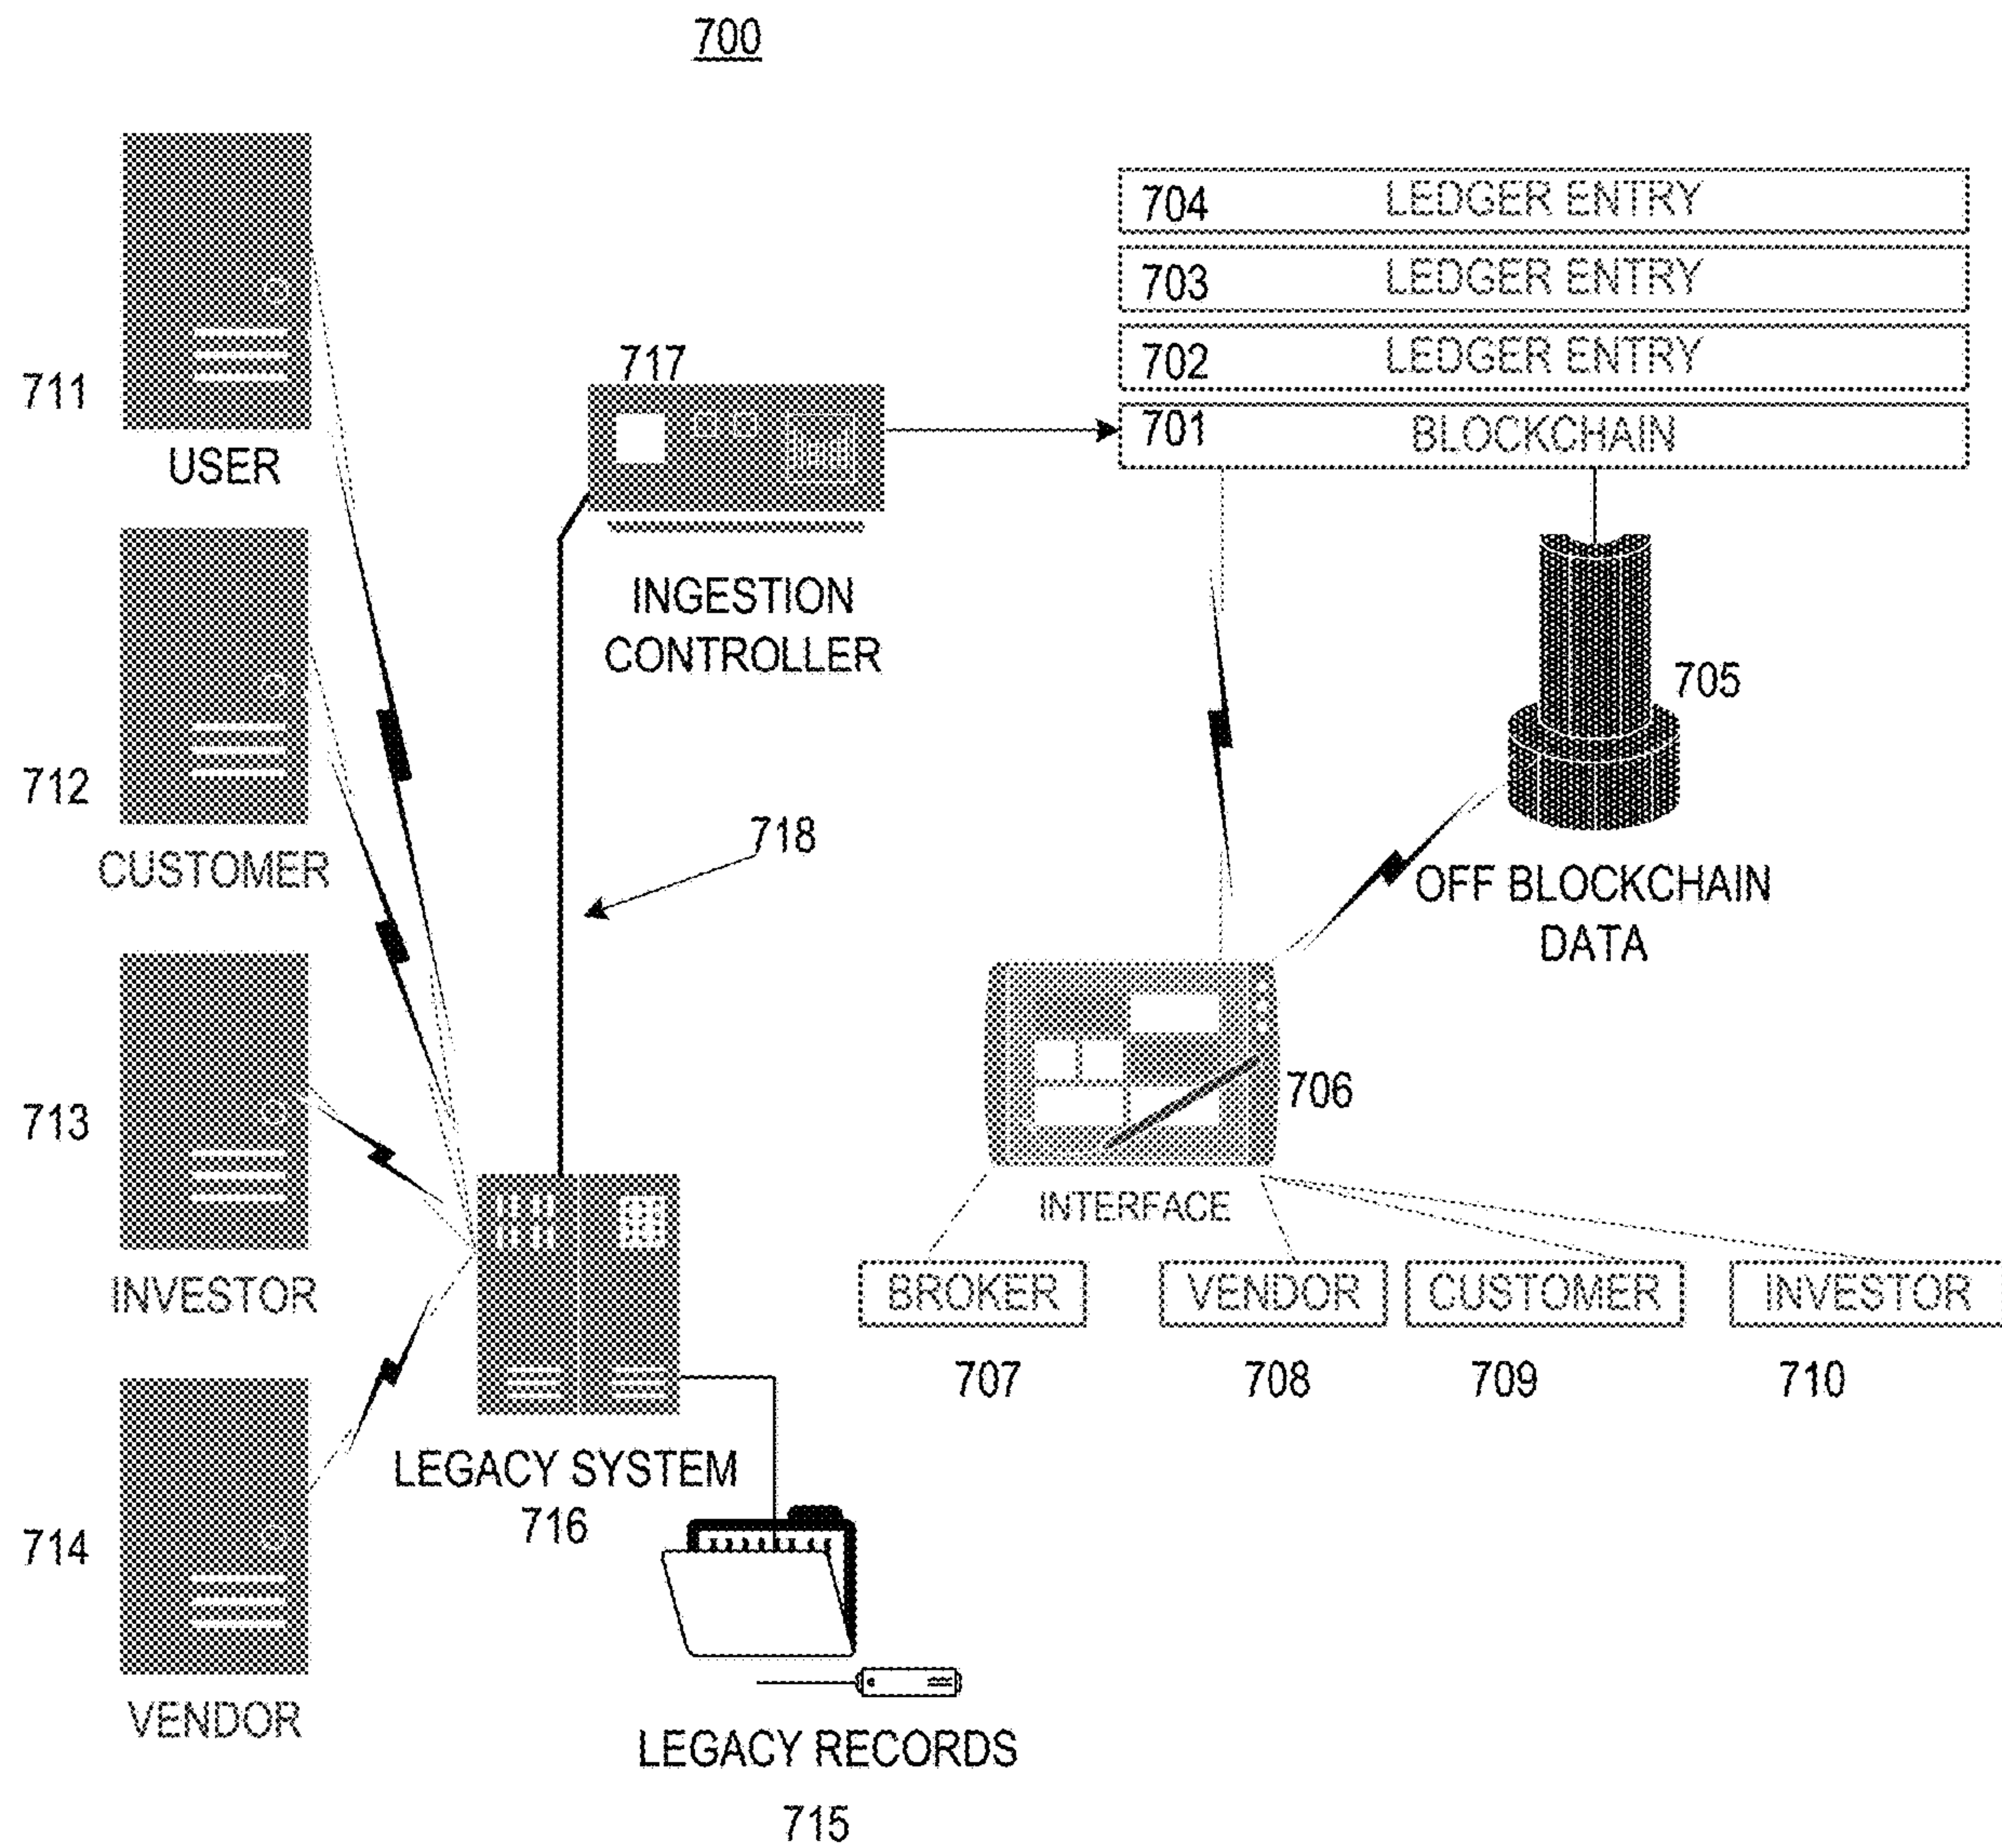 700
704 LEDGER ENTRY
703 LEDGER ENTRY
702 LEDGER ENTRY
701 BLOCKCHAIN
717
INGESTION
CONTROLLER
711
USER
712
CUSTOMER
713
INVESTOR
714
VENDOR
718
705
OFF BLOCKCHAIN
DATA
706
INTERFACE
BROKER VENDOR CUSTOMER INVESTOR
707 708 709 710
LEGACY SYSTEM
716
LEGACY RECORDS
715